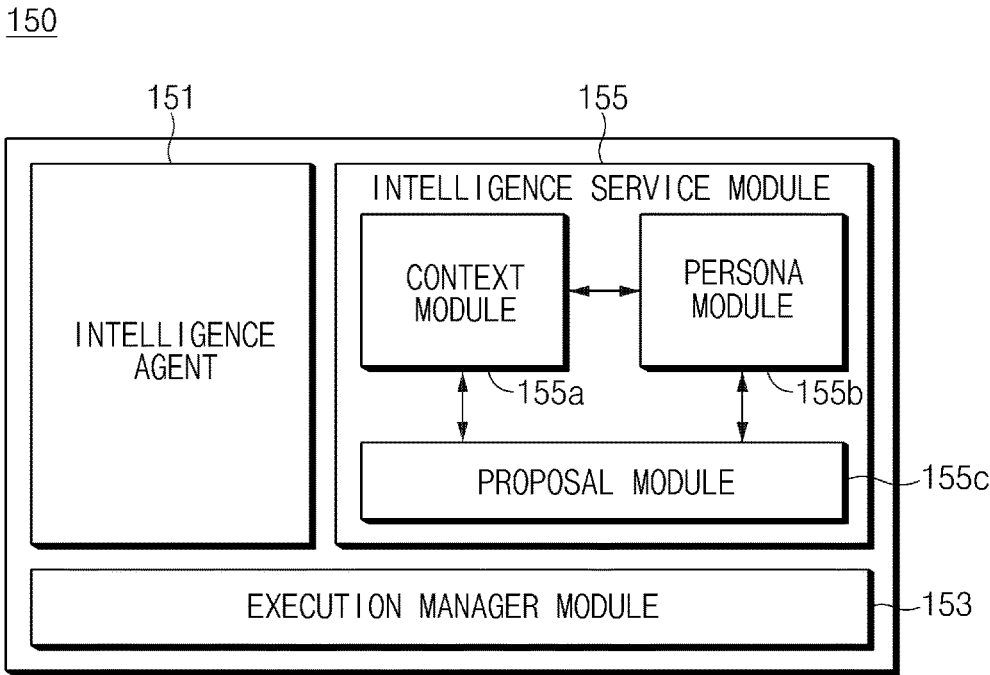 150
151
155
INTELLIGENCE SERVICE MODULE
CONTEXT
MODULE
PERSONA
MODULE
INTELLIGENCE
AGENT
155a
155b
PROPOSAL MODULE
155c
EXECUTION MANAGER MODULE
153